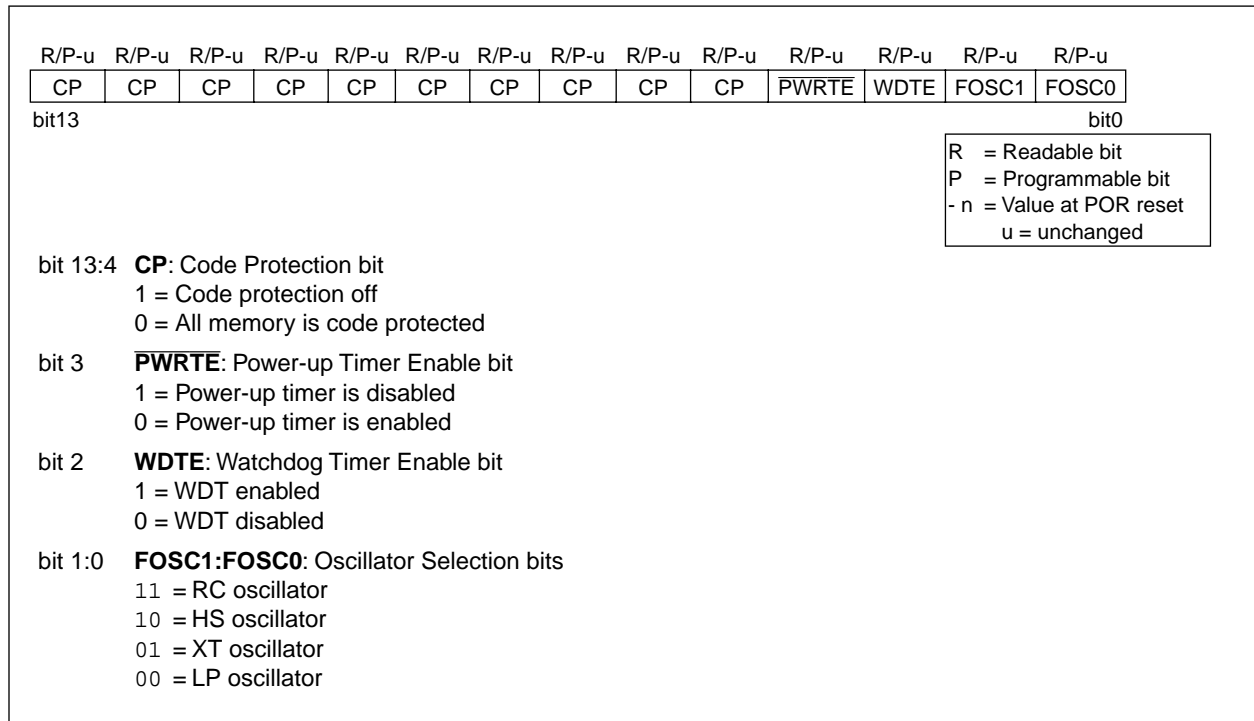 R/P-u R/P-u R/P-u R/P-u R/P-u R/P-u R/P-u R/P-u R/P-u R/P-u R/P-u R/P-u R/P-u R/P-u
CP CP CP CP CP CP CP CP CP CP P̅W̅R̅T̅E̅ WDTE FOSC1 FOSC0
bit13 bit0
R = Readable bit
P = Programmable bit
- n = Value at POR reset
u = unchanged
bit 13:4 CP: Code Protection bit
1 = Code protection off
0 = All memory is code protected
bit 3 P̅W̅R̅T̅E̅: Power-up Timer Enable bit
1 = Power-up timer is disabled
0 = Power-up timer is enabled
bit 2 WDTE: Watchdog Timer Enable bit
1 = WDT enabled
0 = WDT disabled
bit 1:0 FOSC1:FOSC0: Oscillator Selection bits
11 = RC oscillator
10 = HS oscillator
01 = XT oscillator
00 = LP oscillator